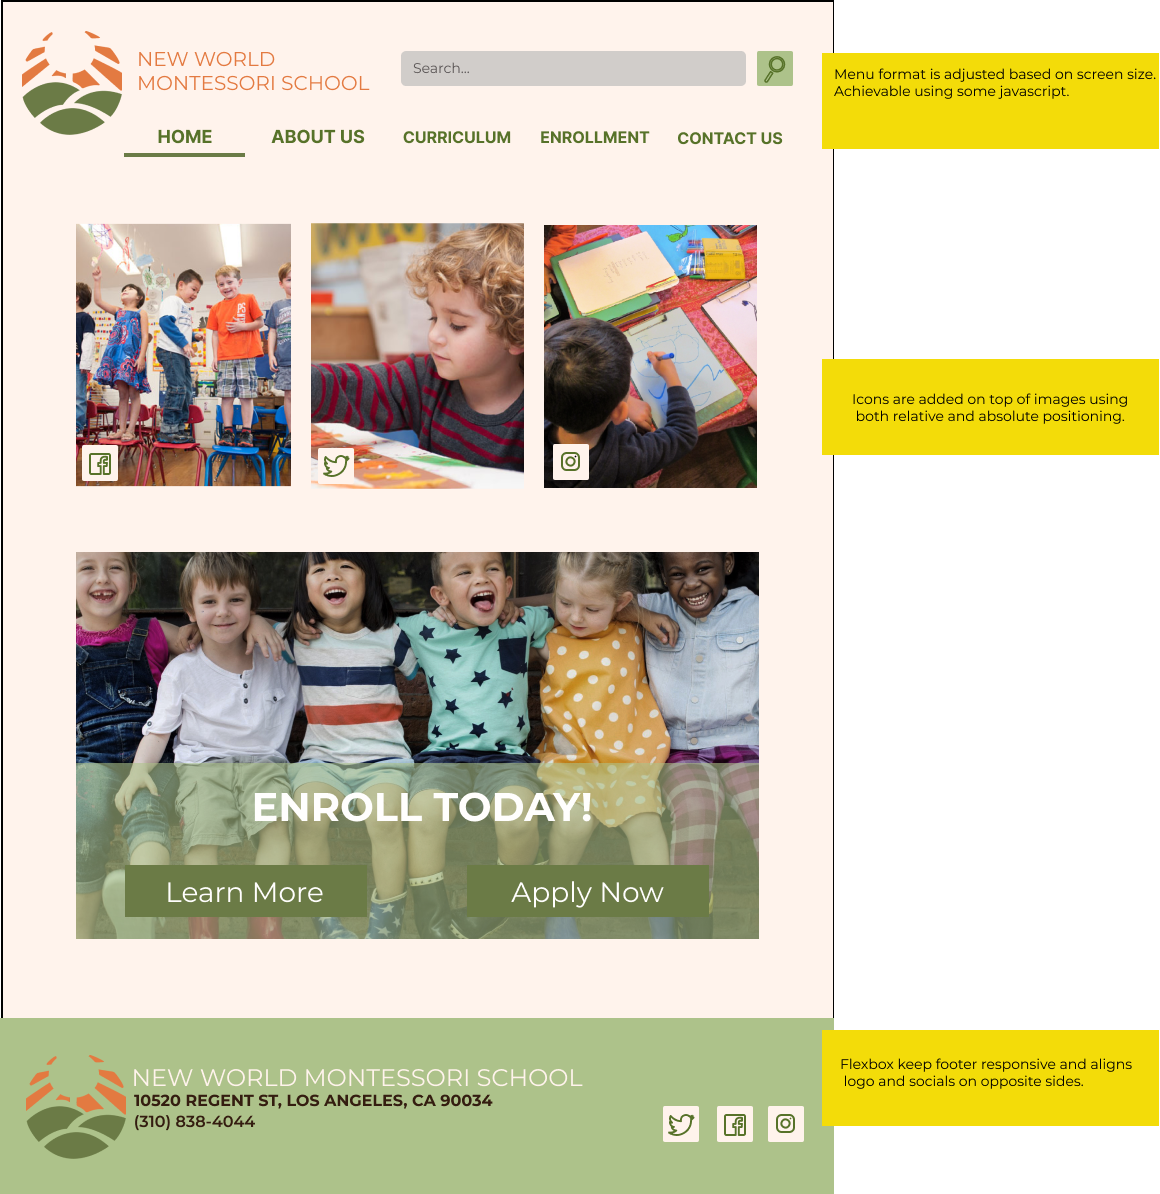 NEW WORLD
MONTESSORI SCHOOL
Search...
Menu format is adjusted based on screen size.
Achievable using some javascript.
HOME
ABOUT US
CURRICULUM
ENROLLMENT
CONTACT US
Icons are added on top of images using
both relative and absolute positioning.
ENROLL TODAY!
Learn More
Apply Now
NEW WORLD MONTESSORI SCHOOL
10520 REGENT ST, LOS ANGELES, CA 90034
(310) 838-4044
Flexbox keep footer responsive and aligns
logo and socials on opposite sides.